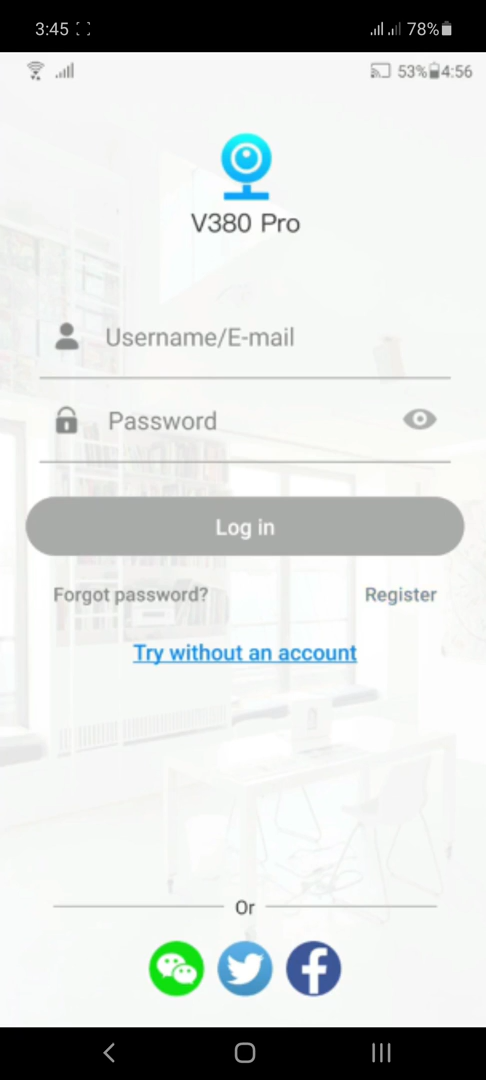 3:45 78%
53% 4:56
V380 Pro
Username/E-mail
Password
Log in
Forgot password? Register
Try without an account
Or